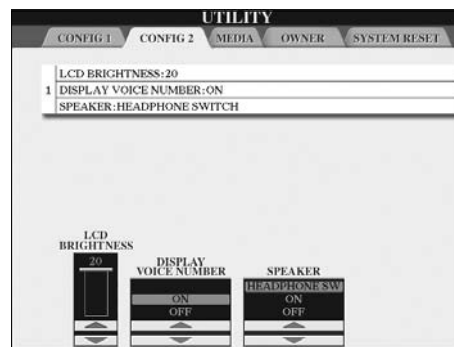 UTILITY
CONFIG 1 CONFIG 2 MEDIA OWNER SYSTEM RESET
LCD BRIGHTNESS:20
1 DISPLAY VOICE NUMBER:ON
SPEAKER:HEADPHONE SWITCH
LCD
BRIGHTNESS
20
DISPLAY
VOICE NUMBER
ON
OFF
SPEAKER
HEADPHONE SW
ON
OFF